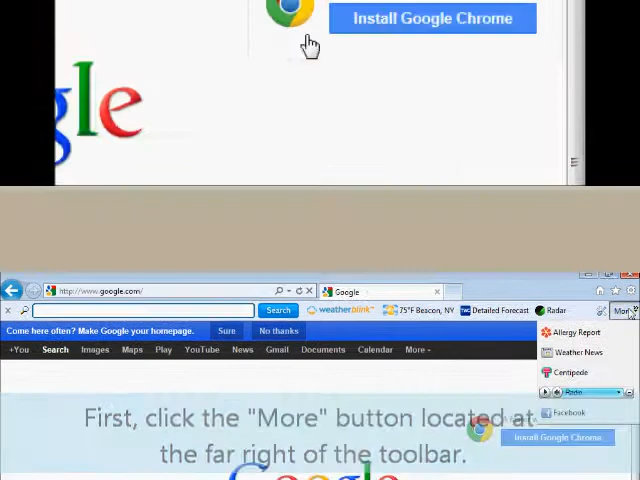 Install Google Chrome
gle
http://www.google.com/
Google
Search
weatherblink
75°F Beacon, NY
TWC Detailed Forecast
Radar
More
Come here often? Make Google your homepage.
Sure
No thanks
Allergy Report
+You Search Images Maps Play YouTube News Gmail Documents Calendar More
Weather News
Centipede
Radio
Facebook
First, click the "More" button located at
the far right of the toolbar.
Install Google Chrome
Google